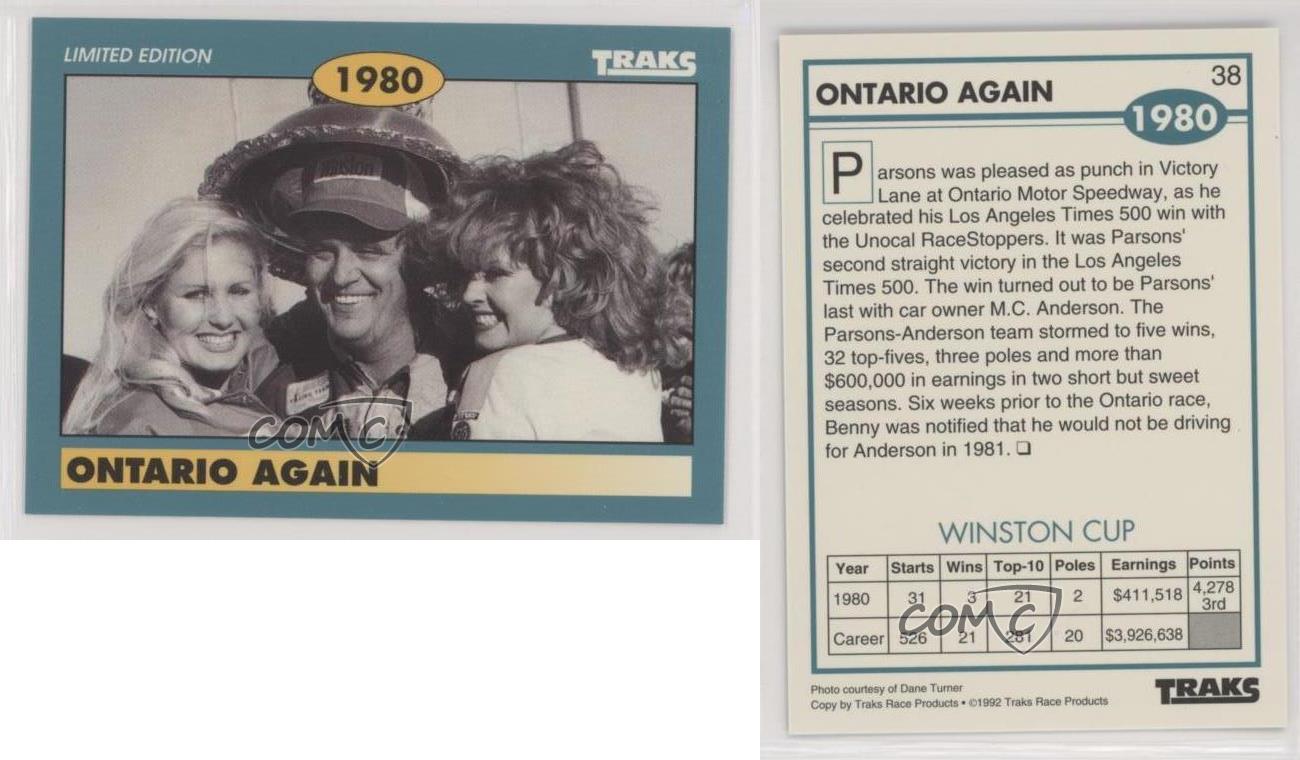 LIMITED EDITION
TRAKS
1980
Winston
COMC
ONTARIO AGAIN
38
ONTARIO AGAIN
1980
Parsons was pleased as punch in Victory
Lane at Ontario Motor Speedway, as he
celebrated his Los Angeles Times 500 win with
the Unocal RaceStoppers. It was Parsons'
second straight victory in the Los Angeles
Times 500. The win turned out to be Parsons'
last with car owner M.C. Anderson. The
Parsons-Anderson team stormed to five wins,
32 top-fives, three poles and more than
$600,000 in earnings in two short but sweet
seasons. Six weeks prior to the Ontario race,
Benny was notified that he would not be driving
for Anderson in 1981. ❑
WINSTON CUP
Year Starts Wins Top-10 Poles Earnings Points
1980 31 3 21 2 $411,518 4,278 3rd
COMC
Career 526 21 281 20 $3,926,638
Photo courtesy of Dane Turner
Copy by Traks Race Products • ©1992 Traks Race Products
TRAKS